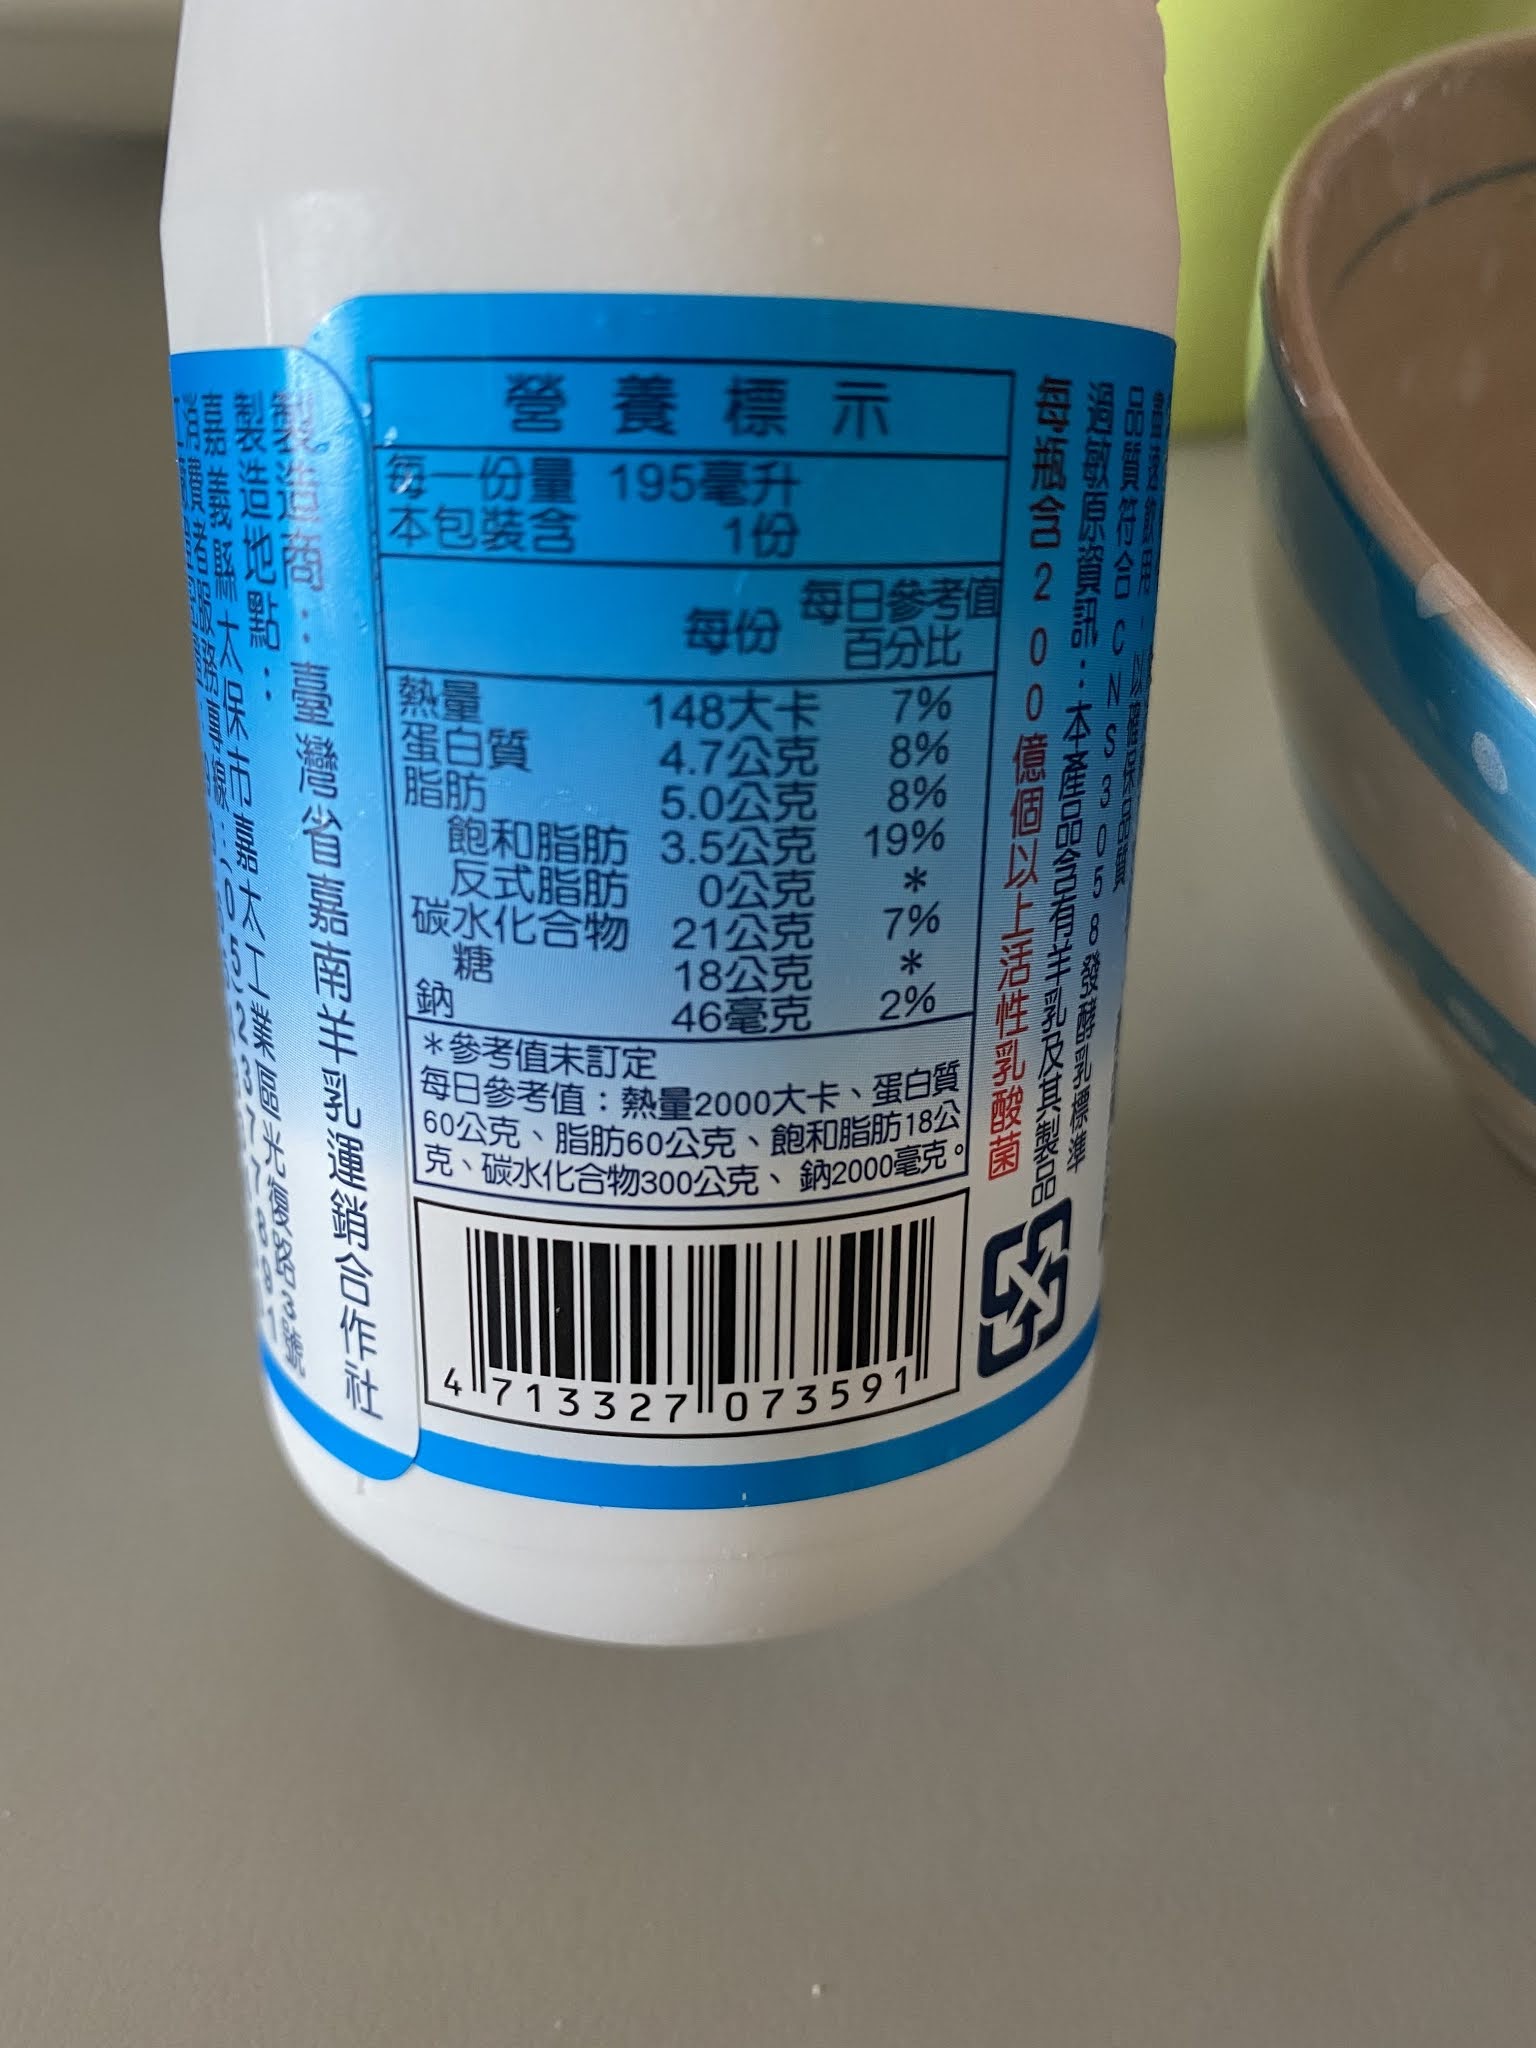 營養標示
每一份量 195毫升
本包裝含 1份
每份 每日參考值百分比
熱量 148大卡 7%
蛋白質 4.7公克 8%
脂肪 5.0公克 8%
飽和脂肪 3.5公克 19%
反式脂肪 0公克 *
碳水化合物 21公克 7%
糖 18公克 *
鈉 46毫克 2%
*參考值未訂定
每日參考值:熱量2000大卡、蛋白質
60公克、脂肪60公克、飽和脂肪18公
克、碳水化合物300公克、鈉2000毫克。
4 713327 073591
品質符合CNS3058發酵乳標準
過敏原資訊:本產品含有羊乳及其製品
每瓶含200億個以上活性乳酸菌
製造商:臺灣省嘉南羊乳運銷合作社
製造地點:
嘉義縣太保市嘉太工業區光復路3號
消費者服務專線:(05)2377891